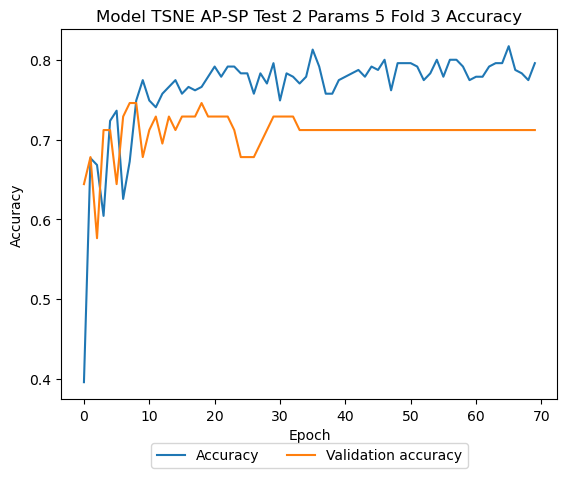 Model TSNE AP-SP Test 2 Params 5 Fold 3 Accuracy
0.8
0.7
0.6
0.5
0.4
Accuracy
0 10 20 30 40 50 60 70
Epoch
Accuracy Validation accuracy